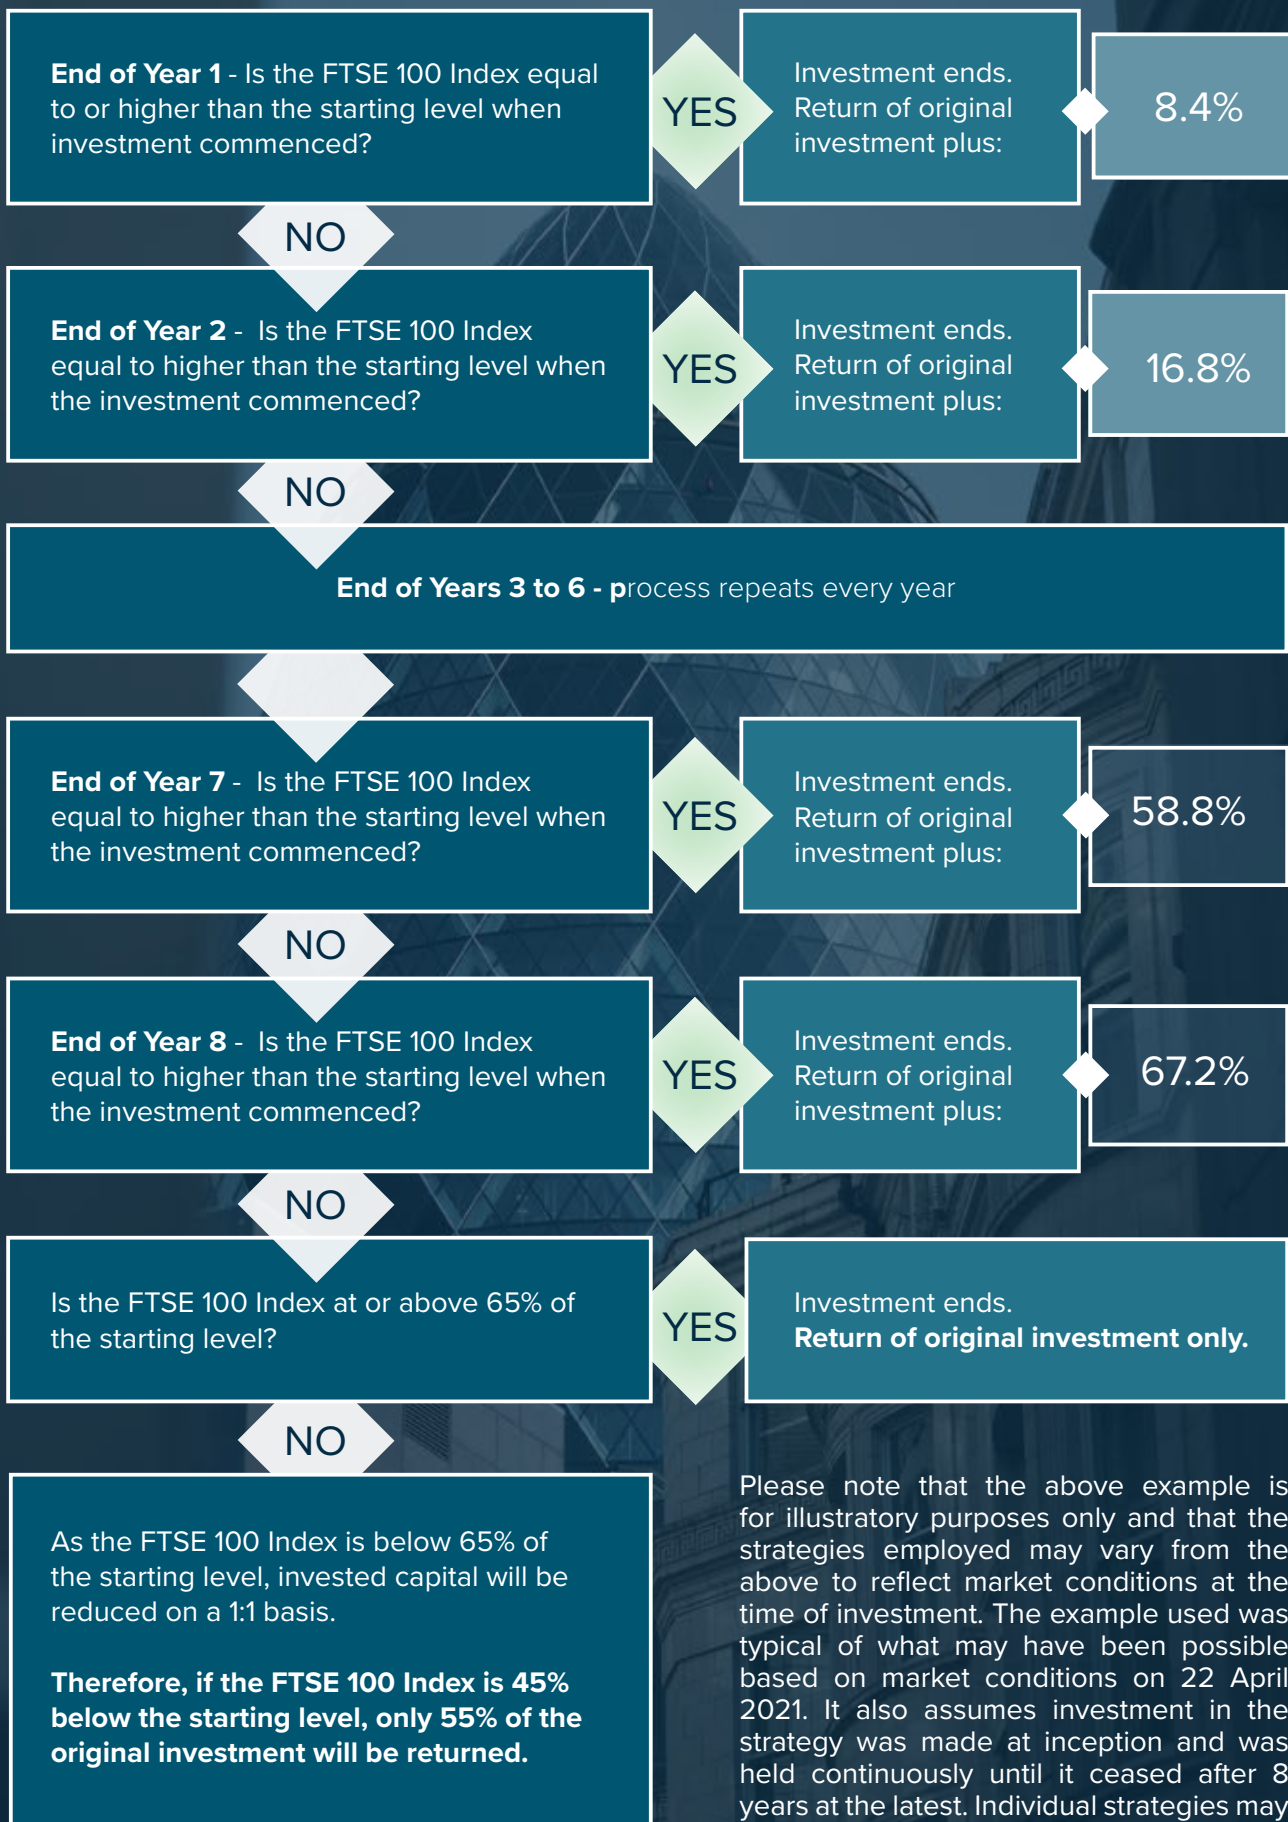 End of Year 1 - Is the FTSE 100 Index equal
to or higher than the starting level when
investment commenced?
YES
Investment ends.
Return of original
investment plus:
8.4%
NO
End of Year 2 - Is the FTSE 100 Index
equal to higher than the starting level when
the investment commenced?
YES
Investment ends.
Return of original
investment plus:
16.8%
NO
End of Years 3 to 6 - process repeats every year
End of Year 7 - Is the FTSE 100 Index
equal to higher than the starting level when
the investment commenced?
YES
Investment ends.
Return of original
investment plus:
58.8%
NO
End of Year 8 - Is the FTSE 100 Index
equal to higher than the starting level when
the investment commenced?
YES
Investment ends.
Return of original
investment plus:
67.2%
NO
Is the FTSE 100 Index at or above 65% of
the starting level?
YES
Investment ends.
Return of original investment only.
NO
As the FTSE 100 Index is below 65% of
the starting level, invested capital will be
reduced on a 1:1 basis.
Therefore, if the FTSE 100 Index is 45%
below the starting level, only 55% of the
original investment will be returned.
Please note that the above example is
for illustratory purposes only and that the
strategies employed may vary from the
above to reflect market conditions at the
time of investment. The example used was
typical of what may have been possible
based on market conditions on 22 April
2021. It also assumes investment in the
strategy was made at inception and was
held continuously until it ceased after 8
years at the latest. Individual strategies may